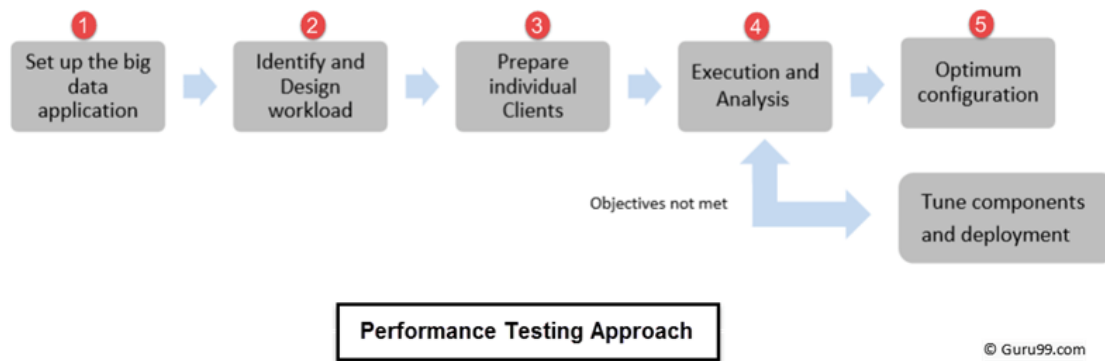 1
Set up the big
data
application
2
Identify and
Design
workload
3
Prepare
individual
Clients
4
Execution and
Analysis
5
Optimum
configuration
Objectives not met
Tune components
and deployment
Performance Testing Approach
© Guru99.com